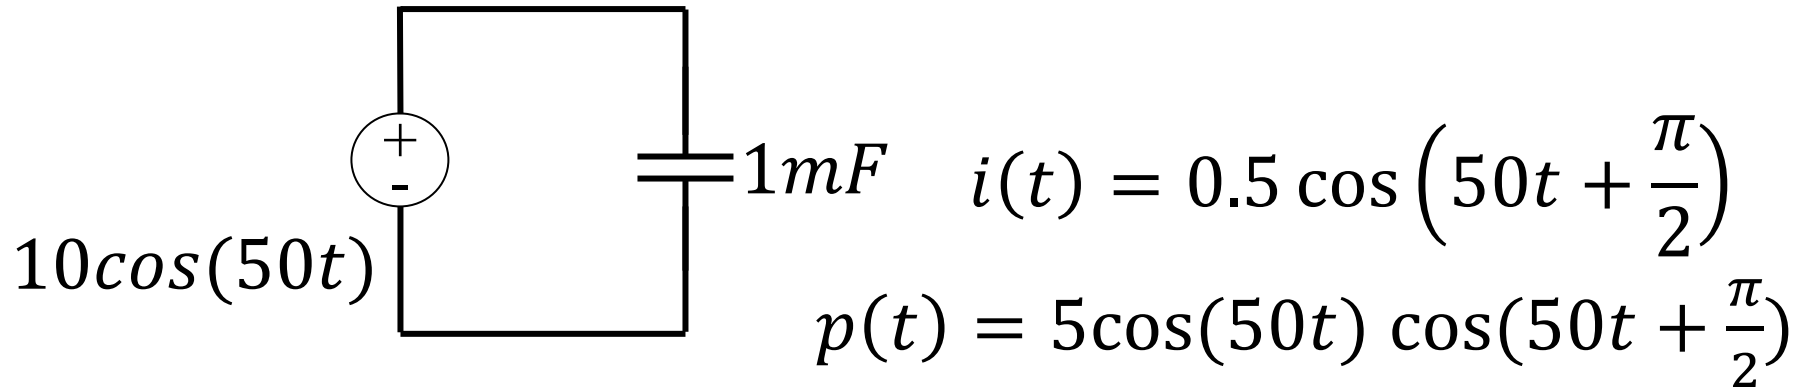 +
-
1mF
10cos(50t)
i(t) = 0.5 cos(50t + π/2)
p(t) = 5cos(50t) cos(50t + π/2)